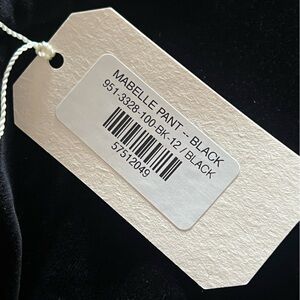 MABELLE PANT -- BLACK
951-3328-100-BK-12 / BLACK
57512049